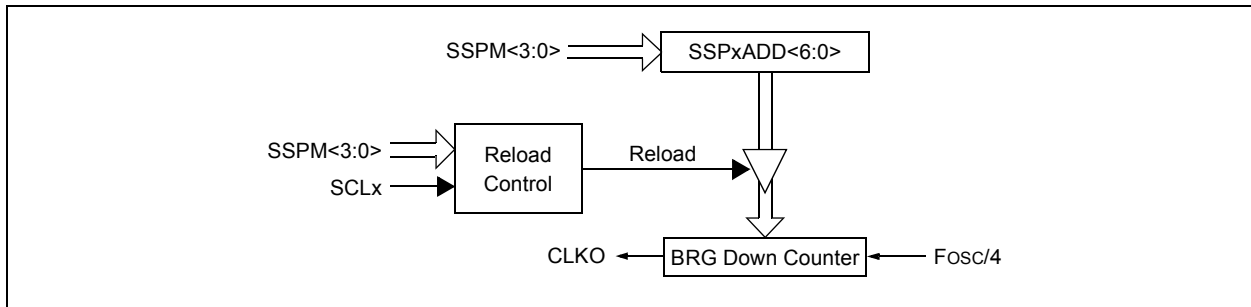 SSPM<3:0>
SSPxADD<6:0>
SSPM<3:0>
SCLx
Reload
Control
Reload
CLKO
BRG Down Counter
FOSC/4